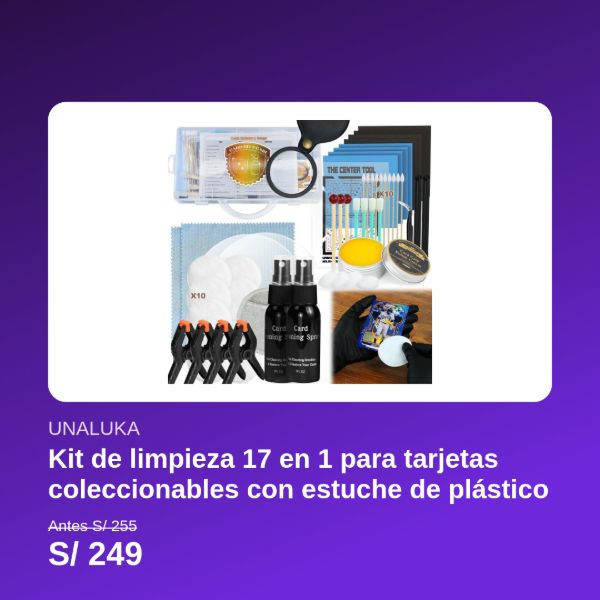 THE CENTER TOOL
X10
X10
Card
Card
UNALUKA
Kit de limpieza 17 en 1 para tarjetas
coleccionables con estuche de plástico
Antes S/ 255
S/ 249